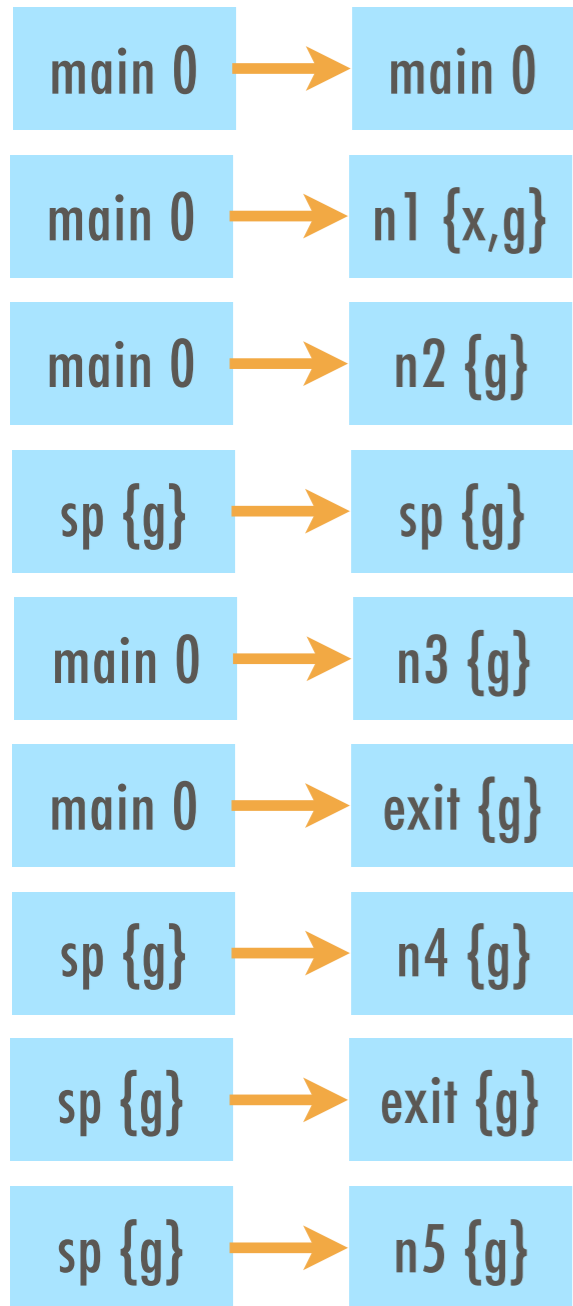 main 0 main 0
main 0 n1 {x,g}
main 0 n2 {g}
sp {g} sp {g}
main 0 n3 {g}
main 0 exit {g}
sp {g} n4 {g}
sp {g} exit {g}
sp {g} n5 {g}